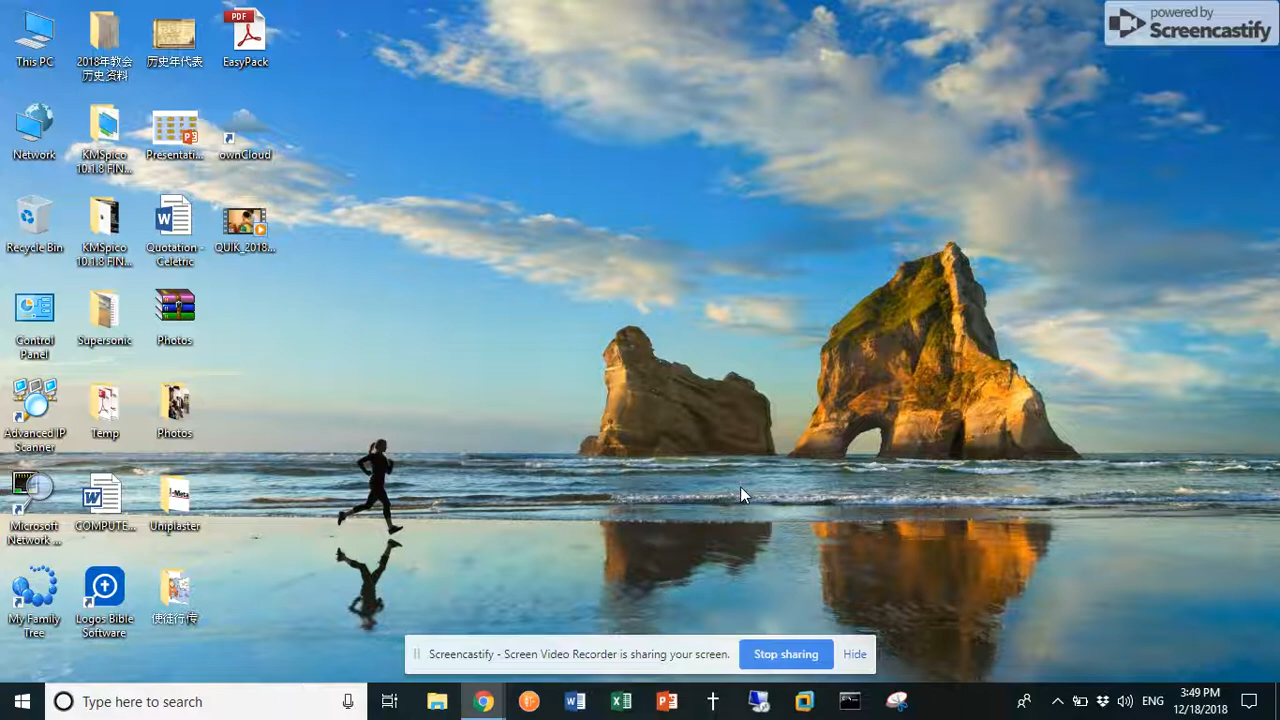 powered by
Screencastify
This PC
2018年教会
历史资料
历史年代表
EasyPack
Network
KMSpico
10.1.8 FIN...
Presentati...
ownCloud
Recycle Bin
KMSpico
10.1.8 FIN...
Quotation -
Celetric
QUIK_2018...
Control
Panel
Supersonic
Photos
Advanced IP
Scanner
Temp
Photos
Microsoft
Network ...
COMPUTE...
Uniplaster
My Family
Tree
Logos Bible
Software
使徒行传
Screencastify - Screen Video Recorder is sharing your screen.
Stop sharing
Hide
Type here to search
ENG
3:49 PM
12/18/2018